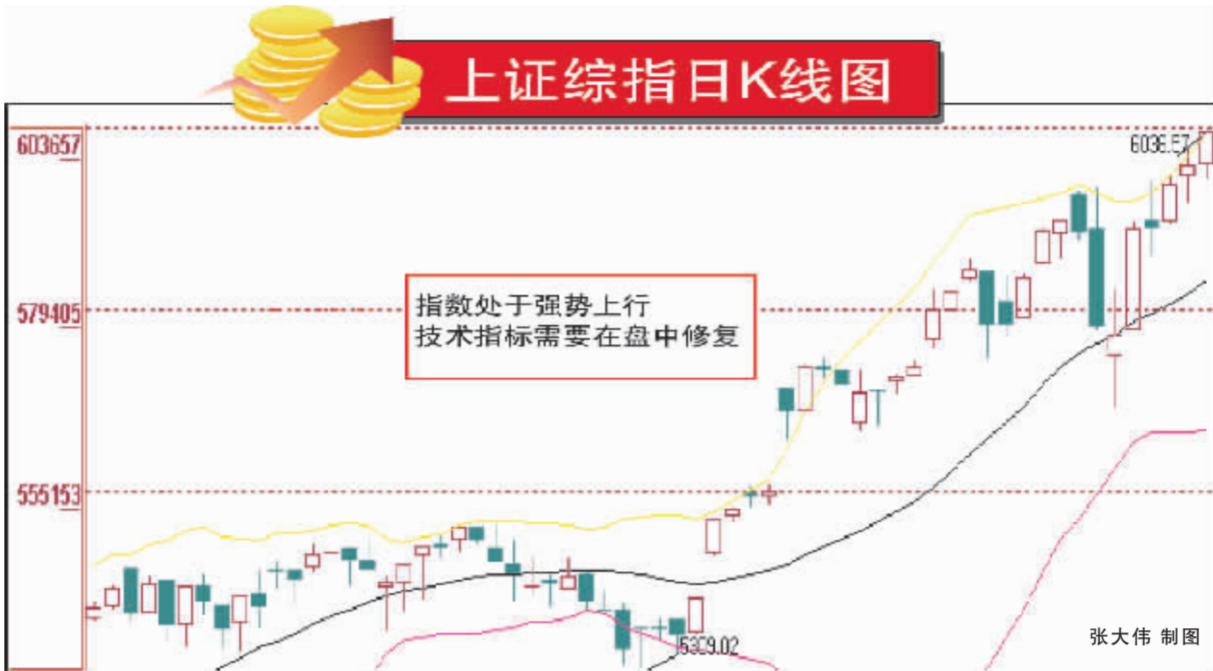 上证综指日K线图
603657
6036.57
指数处于强势上行
技术指标需要在盘中修复
579405
555153
5309.02
张大伟 制图